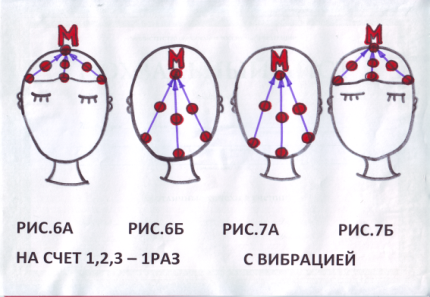 М М М М
РИС.6А РИС.6Б РИС.7А РИС.7Б
НА СЧЕТ 1,2,3 – 1РАЗ С ВИБРАЦИЕЙ